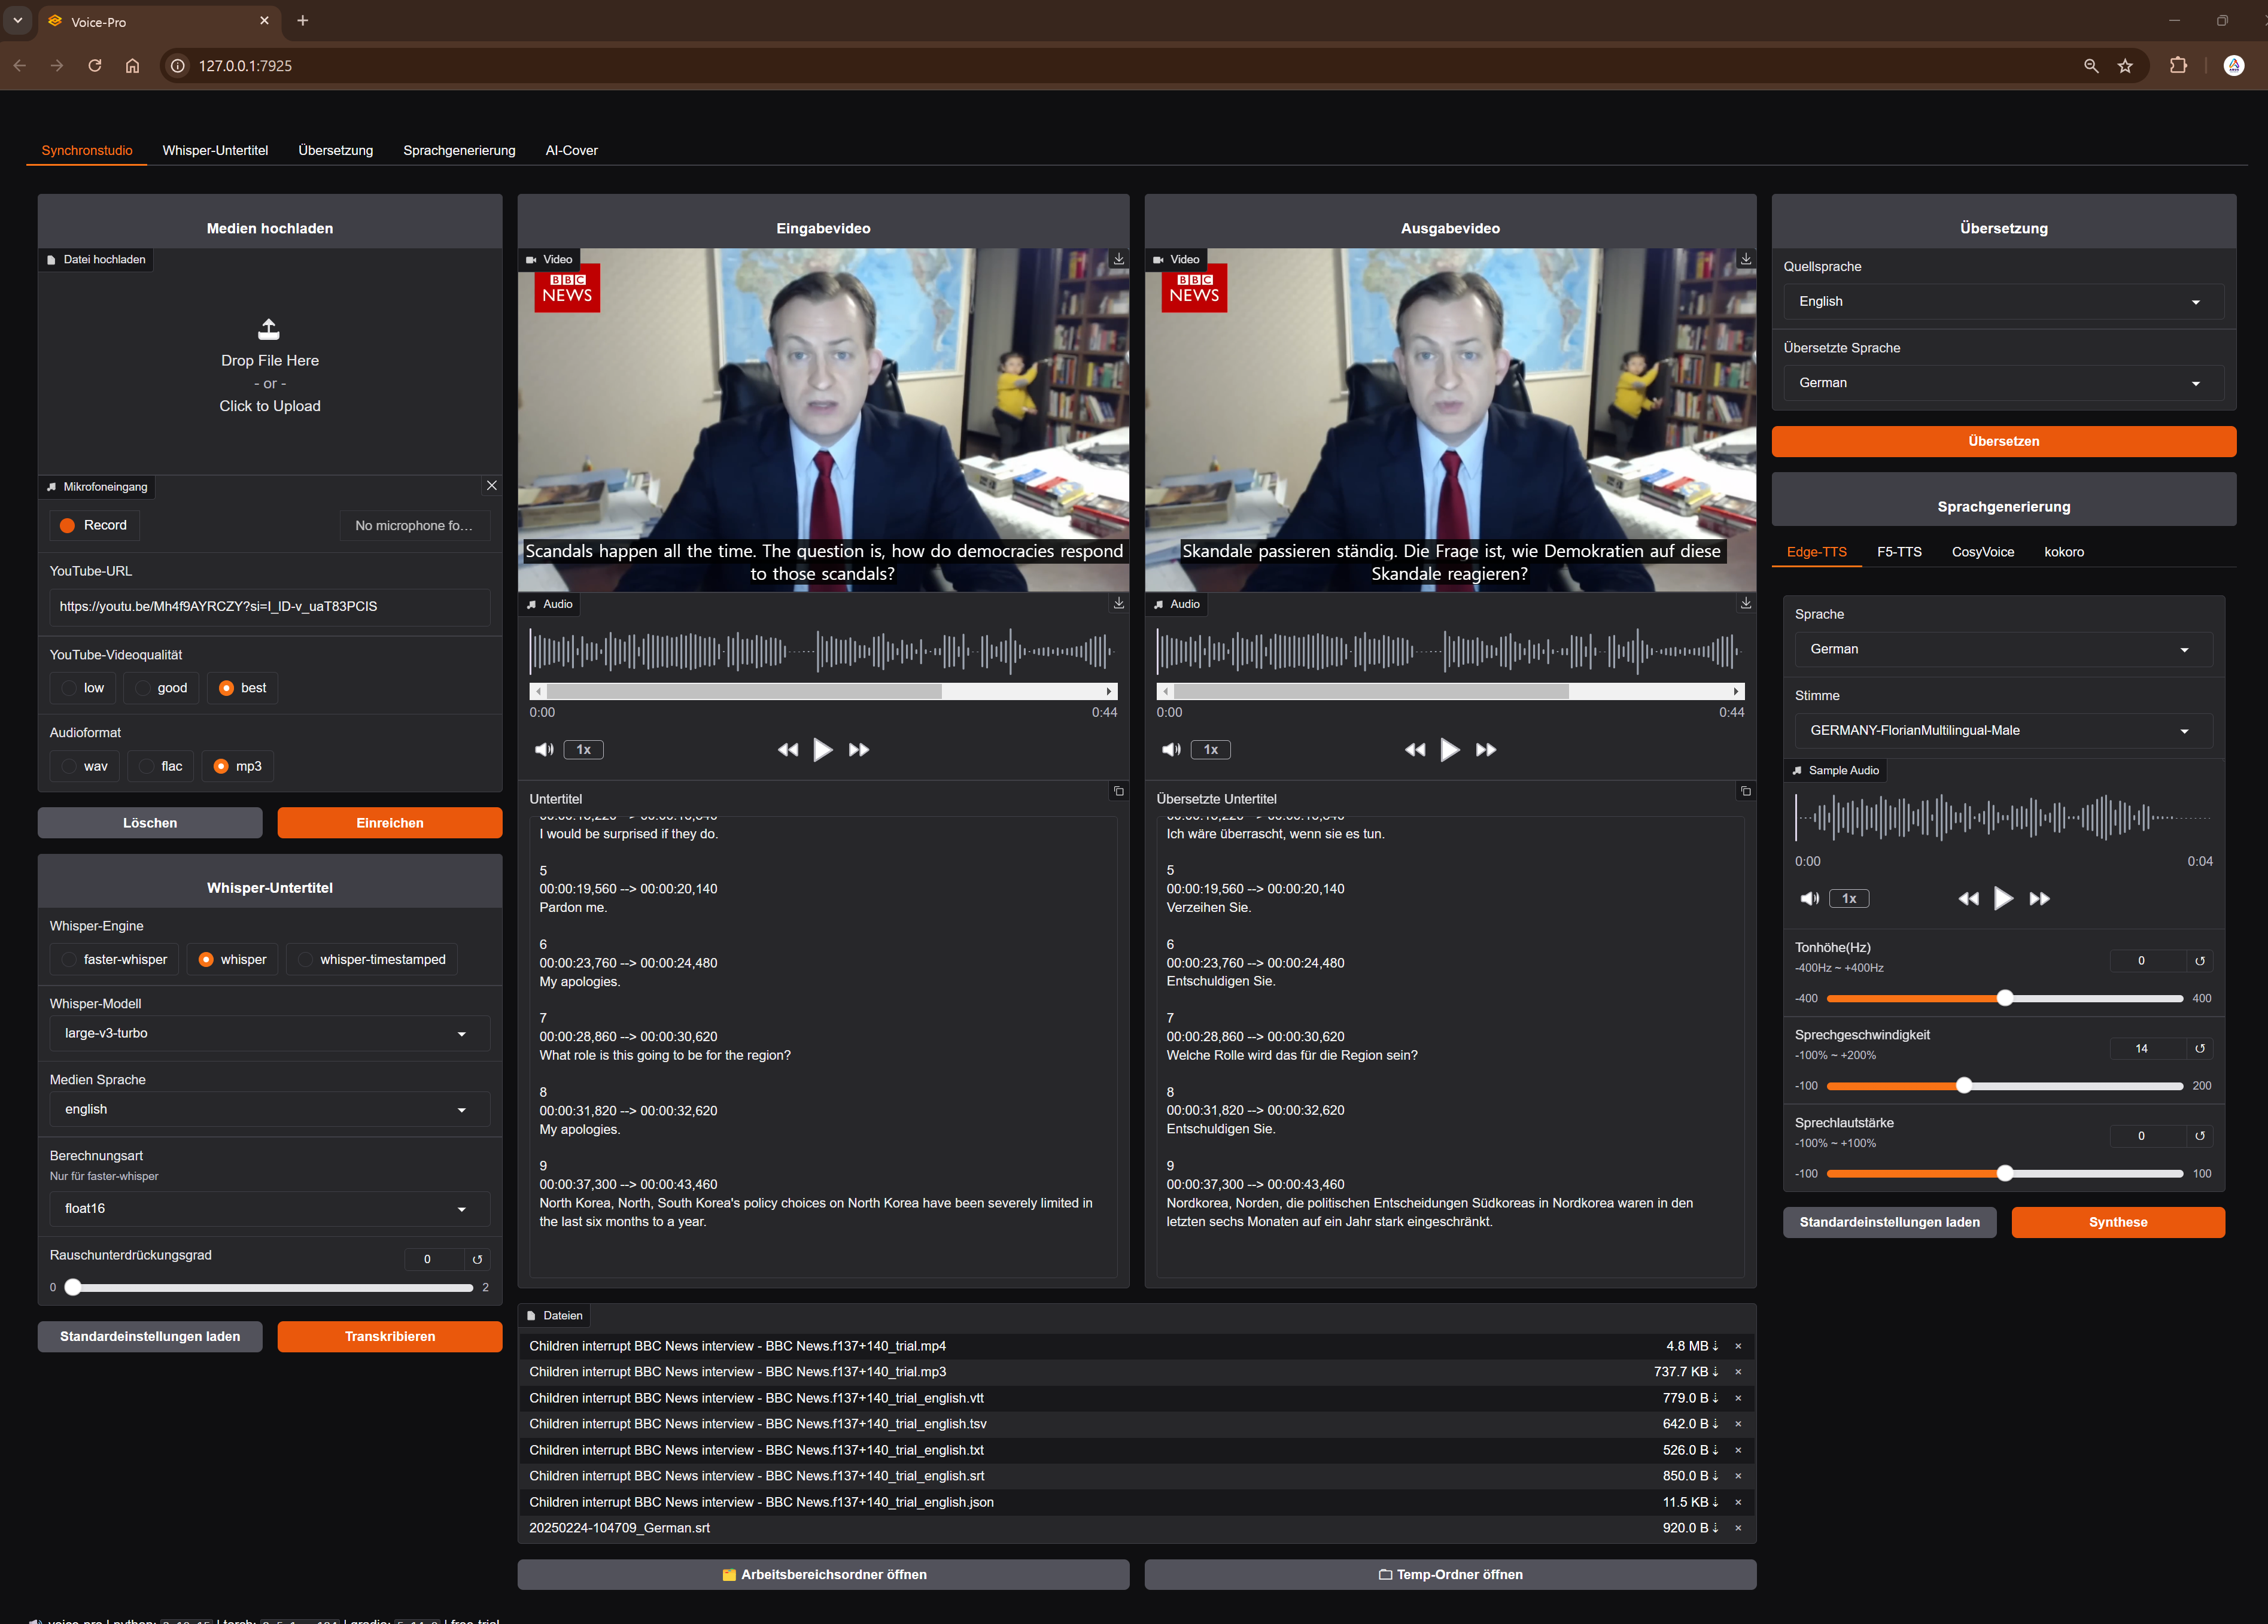 Voice-Pro
127.0.0.1:7925
Synchronstudio
Whisper-Untertitel
Übersetzung
Sprachgenerierung
AI-Cover
Medien hochladen
Datei hochladen
Drop File Here
- or -
Click to Upload
Mikrofoneingang
Record
No microphone fo...
YouTube-URL
https://youtu.be/Mh4f9AYRCZY?si=I_ID-v_uaT83PCIS
YouTube-Videoqualität
low
good
best
Audioformat
wav
flac
mp3
Löschen
Einreichen
Whisper-Untertitel
Whisper-Engine
faster-whisper
whisper
whisper-timestamped
Whisper-Modell
large-v3-turbo
Medien Sprache
english
Berechnungsart
Nur für faster-whisper
float16
Rauschunterdrückungsgrad
0
0
2
Standardeinstellungen laden
Transkribieren
Eingabevideo
Video
BBC
NEWS
Scandals happen all the time. The question is, how do democracies respond
to those scandals?
Audio
0:00
0:44
1x
Untertitel
I would be surprised if they do.
5
00:00:19,560 --> 00:00:20,140
Pardon me.
6
00:00:23,760 --> 00:00:24,480
My apologies.
7
00:00:28,860 --> 00:00:30,620
What role is this going to be for the region?
8
00:00:31,820 --> 00:00:32,620
My apologies.
9
00:00:37,300 --> 00:00:43,460
North Korea, North, South Korea's policy choices on North Korea have been severely limited in
the last six months to a year.
Ausgabevideo
Video
BBC
NEWS
Skandale passieren ständig. Die Frage ist, wie Demokratien auf diese
Skandale reagieren?
Audio
0:00
0:44
1x
Übersetzte Untertitel
Ich wäre überrascht, wenn sie es tun.
5
00:00:19,560 --> 00:00:20,140
Verzeihen Sie.
6
00:00:23,760 --> 00:00:24,480
Entschuldigen Sie.
7
00:00:28,860 --> 00:00:30,620
Welche Rolle wird das für die Region sein?
8
00:00:31,820 --> 00:00:32,620
Entschuldigen Sie.
9
00:00:37,300 --> 00:00:43,460
Nordkorea, Norden, die politischen Entscheidungen Südkoreas in Nordkorea waren in den
letzten sechs Monaten auf ein Jahr stark eingeschränkt.
Dateien
Children interrupt BBC News interview - BBC News.f137+140_trial.mp4 4.8 MB ⇣ ×
Children interrupt BBC News interview - BBC News.f137+140_trial.mp3 737.7 KB ⇣ ×
Children interrupt BBC News interview - BBC News.f137+140_trial_english.vtt 779.0 B ⇣ ×
Children interrupt BBC News interview - BBC News.f137+140_trial_english.tsv 642.0 B ⇣ ×
Children interrupt BBC News interview - BBC News.f137+140_trial_english.txt 526.0 B ⇣ ×
Children interrupt BBC News interview - BBC News.f137+140_trial_english.srt 850.0 B ⇣ ×
Children interrupt BBC News interview - BBC News.f137+140_trial_english.json 11.5 KB ⇣ ×
20250224-104709_German.srt 920.0 B ⇣ ×
Arbeitsbereichsordner öffnen
Temp-Ordner öffnen
Übersetzung
Quellsprache
English
Übersetzte Sprache
German
Übersetzen
Sprachgenerierung
Edge-TTS
F5-TTS
CosyVoice
kokoro
Sprache
German
Stimme
GERMANY-FlorianMultilingual-Male
Sample Audio
0:00
0:04
1x
Tonhöhe(Hz)
-400Hz ~ +400Hz
0
-400
400
Sprechgeschwindigkeit
-100% ~ +200%
14
-100
200
Sprechlautstärke
-100% ~ +100%
0
-100
100
Standardeinstellungen laden
Synthese